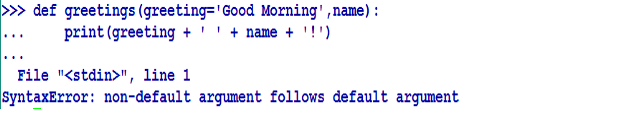 >>> def greetings(greeting='Good Morning',name):
...     print(greeting + ' ' + name + '!')
...
  File "<stdin>", line 1
SyntaxError: non-default argument follows default argument